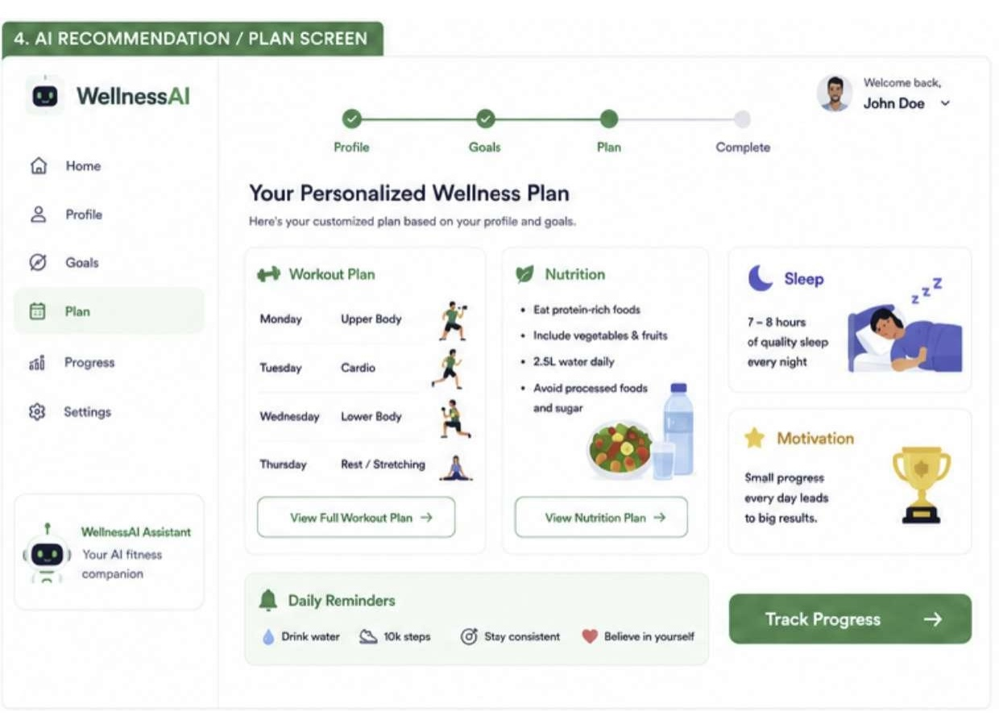 4. AI RECOMMENDATION / PLAN SCREEN
WellnessAI
Welcome back,
John Doe
Home
Profile
Goals
Plan
Progress
Settings
WellnessAI Assistant
Your AI fitness
companion
Profile
Goals
Plan
Complete
Your Personalized Wellness Plan
Here's your customized plan based on your profile and goals.
Workout Plan
Monday Upper Body
Tuesday Cardio
Wednesday Lower Body
Thursday Rest / Stretching
View Full Workout Plan →
Nutrition
• Eat protein-rich foods
• Include vegetables & fruits
• 2.5L water daily
• Avoid processed foods
and sugar
View Nutrition Plan →
Sleep
7 – 8 hours
of quality sleep
every night
z z z
Motivation
Small progress
every day leads
to big results.
Daily Reminders
Drink water
10k steps
Stay consistent
Believe in yourself
Track Progress →